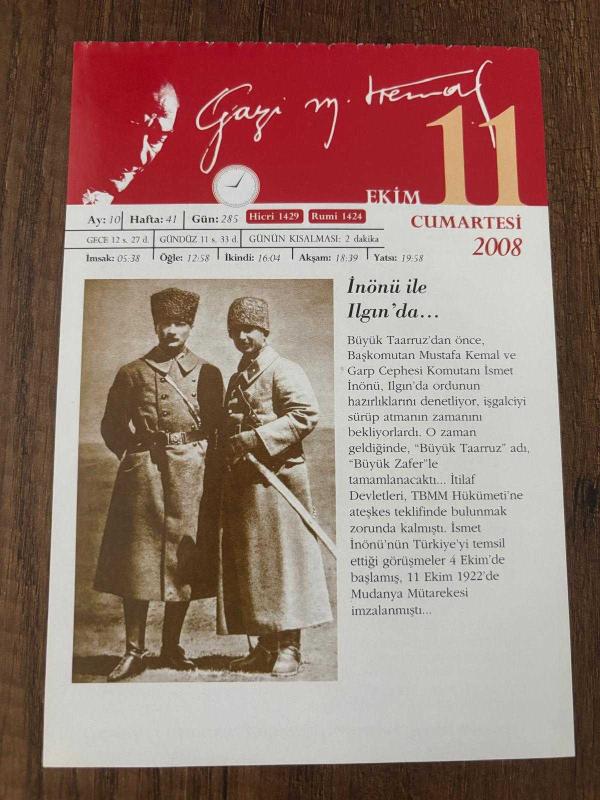 Gazi M. Kemal
EKİM 11
CUMARTESİ
2008
Ay: 10 Hafta: 41 Gün: 285 Hicri 1429 Rumi 1424
GECE 12 s. 27 d. GÜNDÜZ 11 s. 33 d. GÜNÜN KISALMASI: 2 dakika
İmsak: 05:38 Öğle: 12:58 İkindi: 16:04 Akşam: 18:39 Yatsı: 19:58
İnönü ile
Ilgın’da…
Büyük Taarruz’dan önce,
Başkomutan Mustafa Kemal ve
Garp Cephesi Komutanı İsmet
İnönü, Ilgın’da ordunun
hazırlıklarını denetliyor, işgalciyi
sürüp atmanın zamanını
bekliyorlardı. O zaman
geldiğinde, “Büyük Taarruz” adı,
“Büyük Zafer”le
tamamlanacaktı... İtilaf
Devletleri, TBMM Hükümeti’ne
ateşkes teklifinde bulunmak
zorunda kalmıştı. İsmet
İnönü’nün Türkiye’yi temsil
ettiği görüşmeler 4 Ekim’de
başlamış, 11 Ekim 1922’de
Mudanya Mütarekesi
imzalanmıştı...